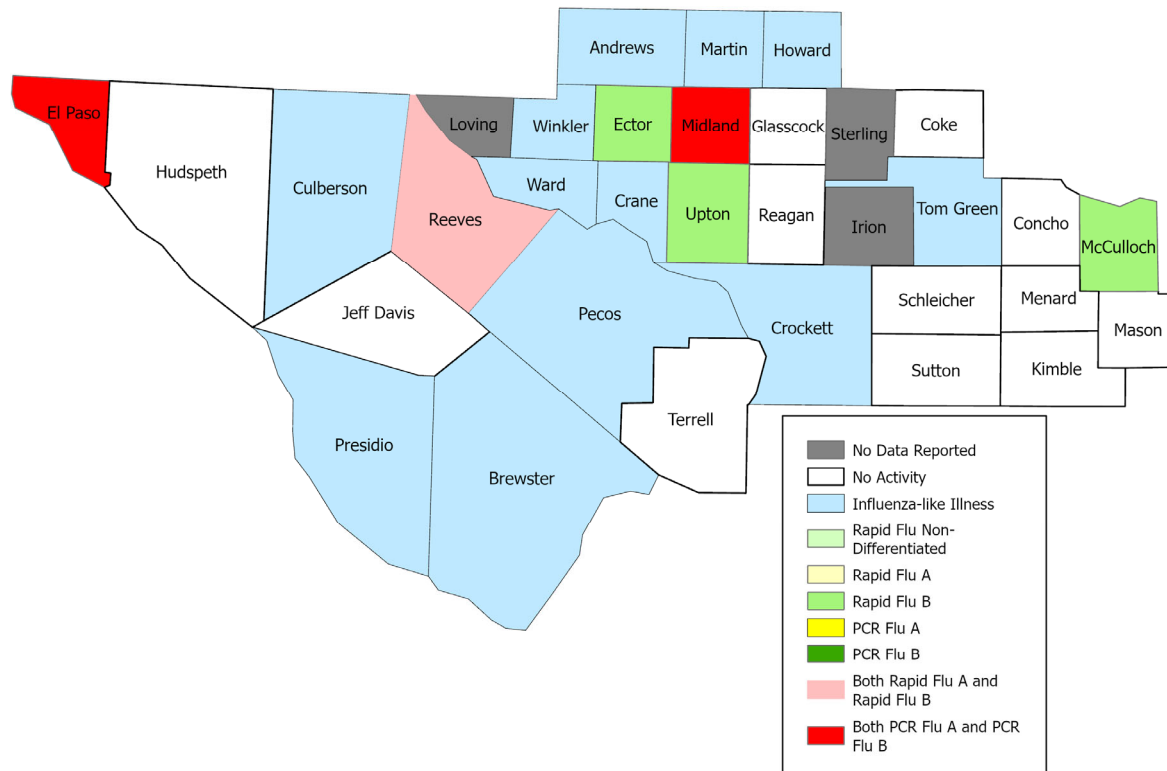 Andrews
Martin
Howard
El Paso
Loving
Winkler
Ector
Midland
Glasscock
Sterling
Coke
Hudspeth
Culberson
Reeves
Ward
Crane
Upton
Reagan
Irion
Tom Green
Concho
McCulloch
Jeff Davis
Pecos
Crockett
Schleicher
Menard
Mason
Sutton
Kimble
Terrell
Presidio
Brewster
No Data Reported
No Activity
Influenza-like Illness
Rapid Flu Non-
Differentiated
Rapid Flu A
Rapid Flu B
PCR Flu A
PCR Flu B
Both Rapid Flu A and
Rapid Flu B
Both PCR Flu A and PCR
Flu B